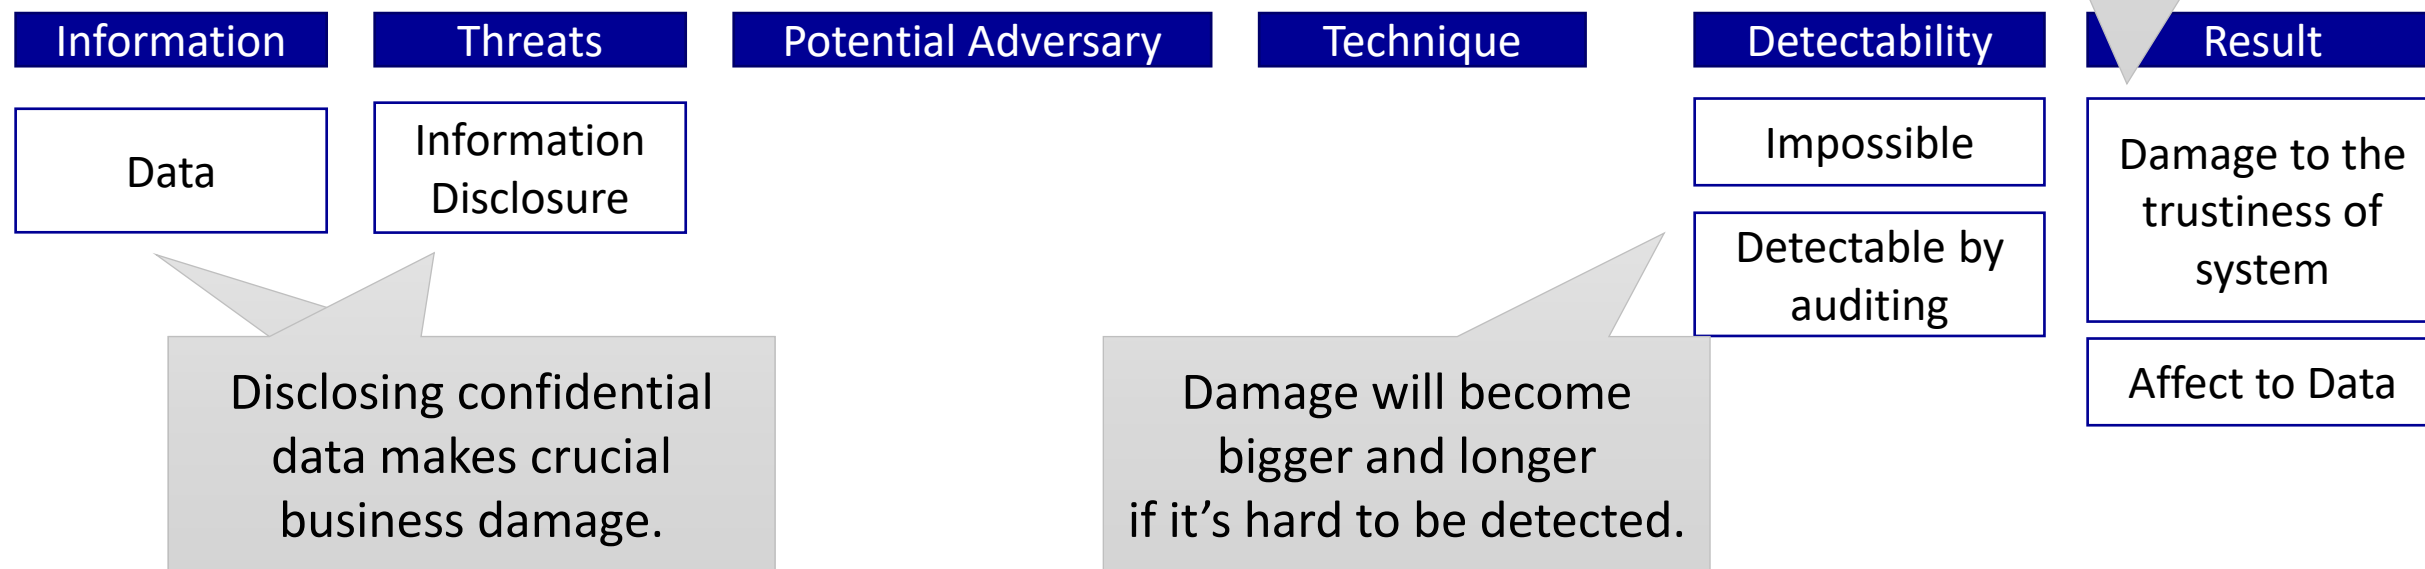 Information
Threats
Potential Adversary
Technique
Detectability
Result
Data
Information
Disclosure
Impossible
Detectable by
auditing
Damage to the
trustiness of
system
Affect to Data
Disclosing confidential
data makes crucial
business damage.
Damage will become
bigger and longer
if it’s hard to be detected.